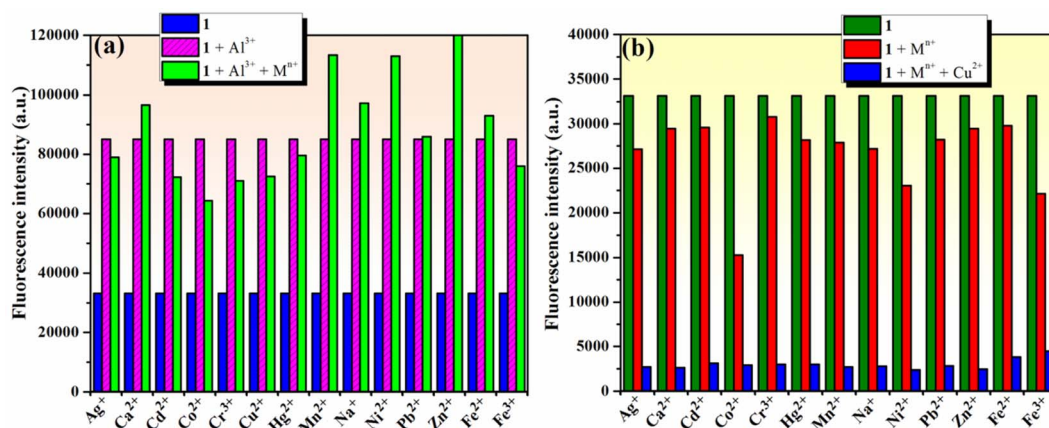 (a)
1
1 + Al³⁺
1 + Al³⁺ + Mⁿ⁺
Fluorescence intensity (a.u.)
120000
100000
80000
60000
40000
20000
0
Ag⁺ Ca²⁺ Cd²⁺ Co²⁺ Cr³⁺ Cu²⁺ Hg²⁺ Mn²⁺ Na⁺ Ni²⁺ Pb²⁺ Zn²⁺ Fe²⁺ Fe³⁺
(b)
1
1 + Mⁿ⁺
1 + Mⁿ⁺ + Cu²⁺
Fluorescence intensity (a.u.)
40000
35000
30000
25000
20000
15000
10000
5000
0
Ag⁺ Ca²⁺ Cd²⁺ Co²⁺ Cr³⁺ Hg²⁺ Mn²⁺ Na⁺ Ni²⁺ Pb²⁺ Zn²⁺ Fe²⁺ Fe³⁺